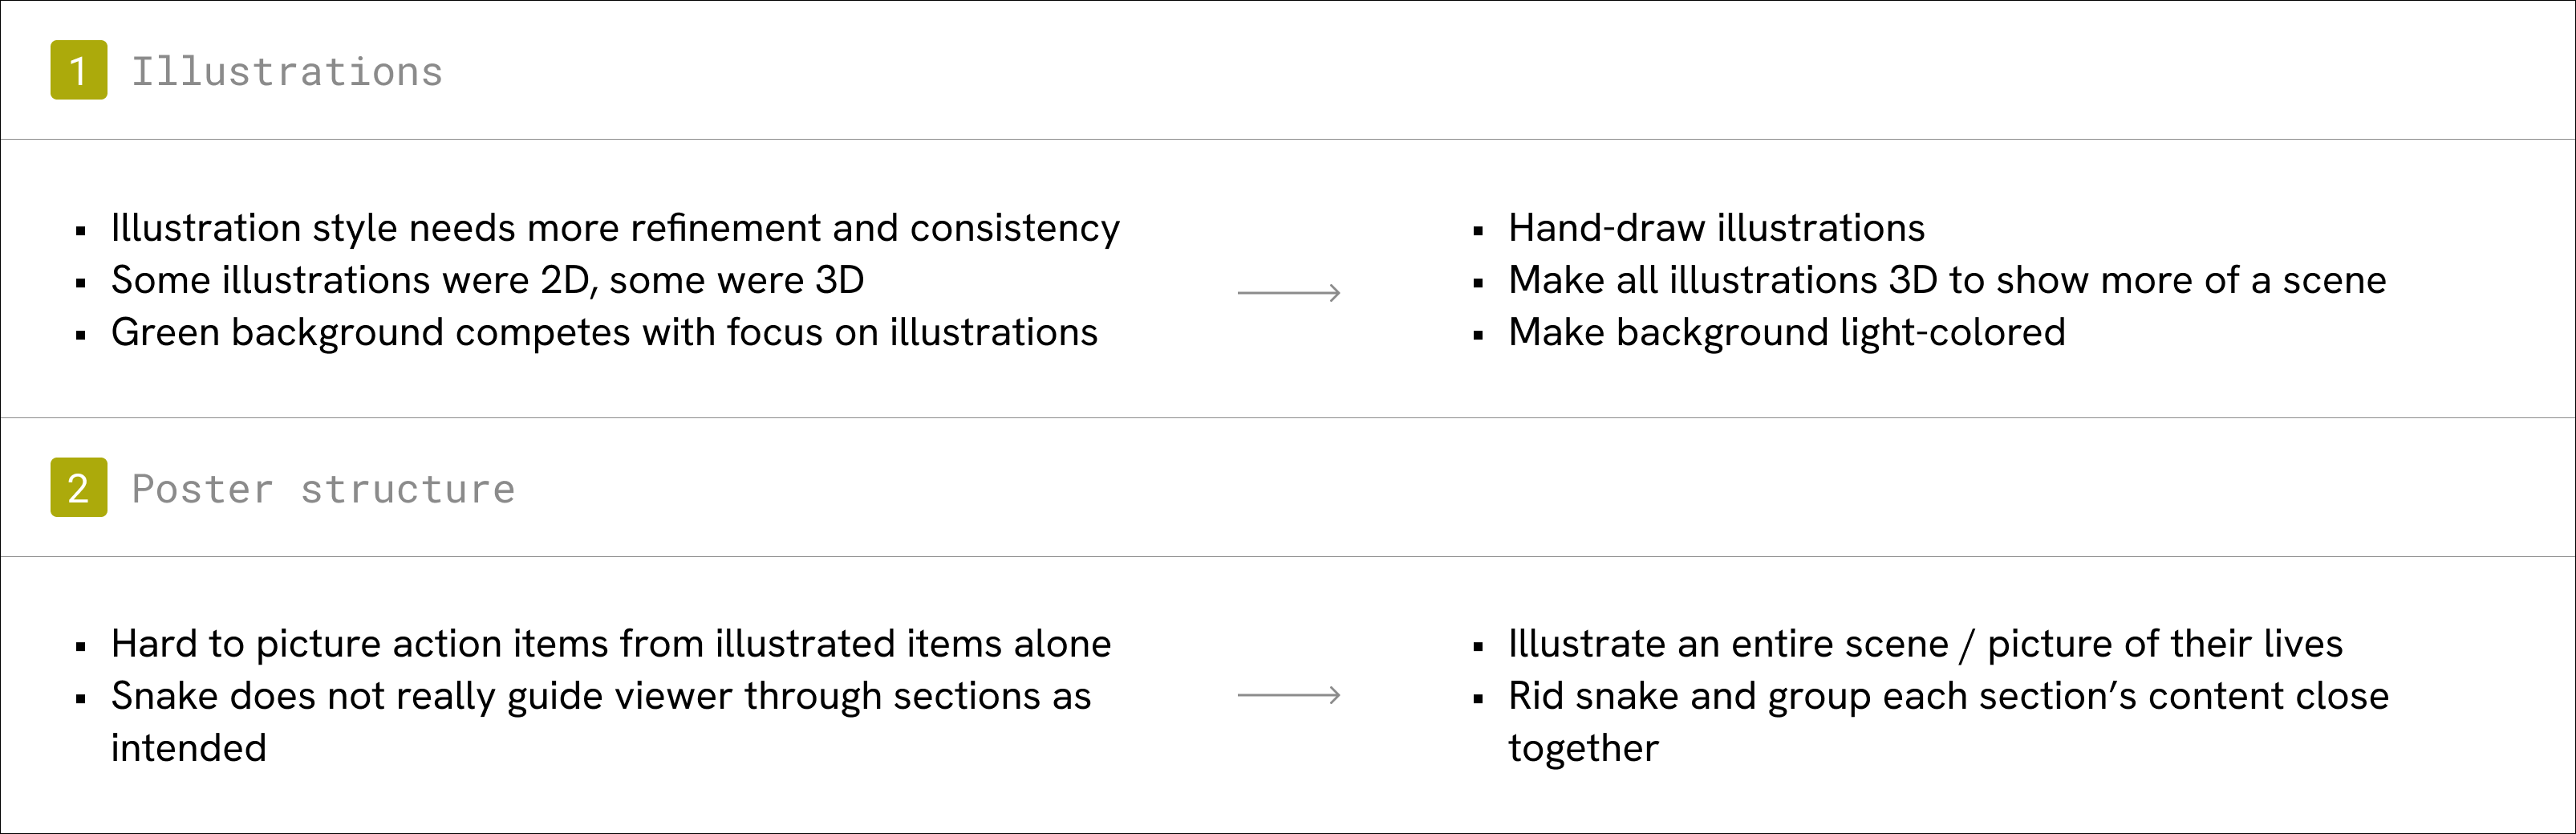 1 Illustrations
▪ Illustration style needs more refinement and consistency
▪ Some illustrations were 2D, some were 3D
▪ Green background competes with focus on illustrations
▪ Hand-draw illustrations
▪ Make all illustrations 3D to show more of a scene
▪ Make background light-colored
2 Poster structure
▪ Hard to picture action items from illustrated items alone
▪ Snake does not really guide viewer through sections as
intended
▪ Illustrate an entire scene / picture of their lives
▪ Rid snake and group each section’s content close
together